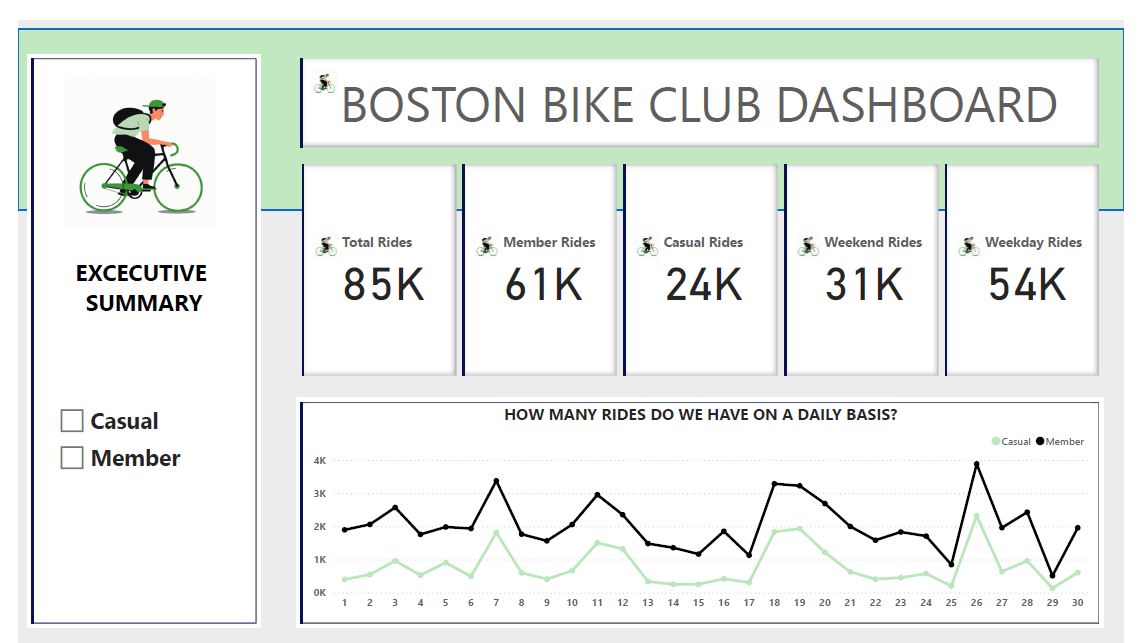 BOSTON BIKE CLUB DASHBOARD
EXCECUTIVE
SUMMARY
Casual
Member
Total Rides
85K
Member Rides
61K
Casual Rides
24K
Weekend Rides
31K
Weekday Rides
54K
HOW MANY RIDES DO WE HAVE ON A DAILY BASIS?
Casual Member
4K
3K
2K
1K
0K
1 2 3 4 5 6 7 8 9 10 11 12 13 14 15 16 17 18 19 20 21 22 23 24 25 26 27 28 29 30